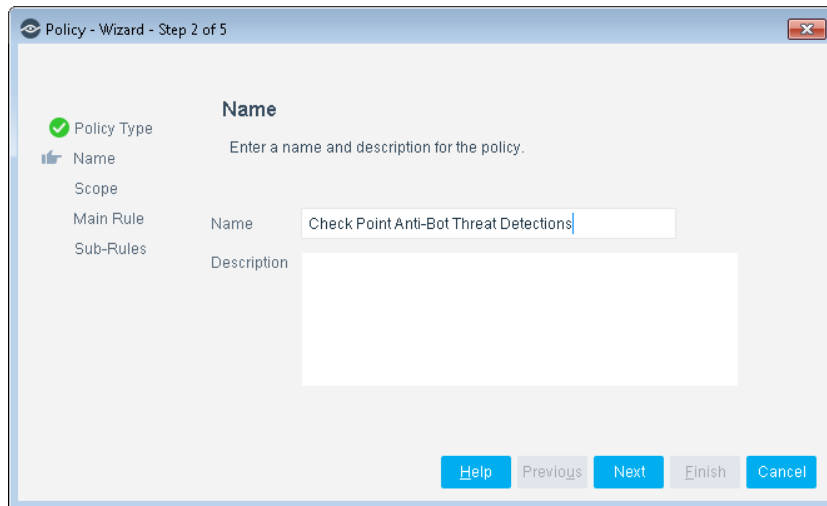 Policy - Wizard - Step 2 of 5
Policy Type
Name
Scope
Main Rule
Sub-Rules
Name
Enter a name and description for the policy.
Name
Check Point Anti-Bot Threat Detections
Description
Help
Previous
Next
Finish
Cancel